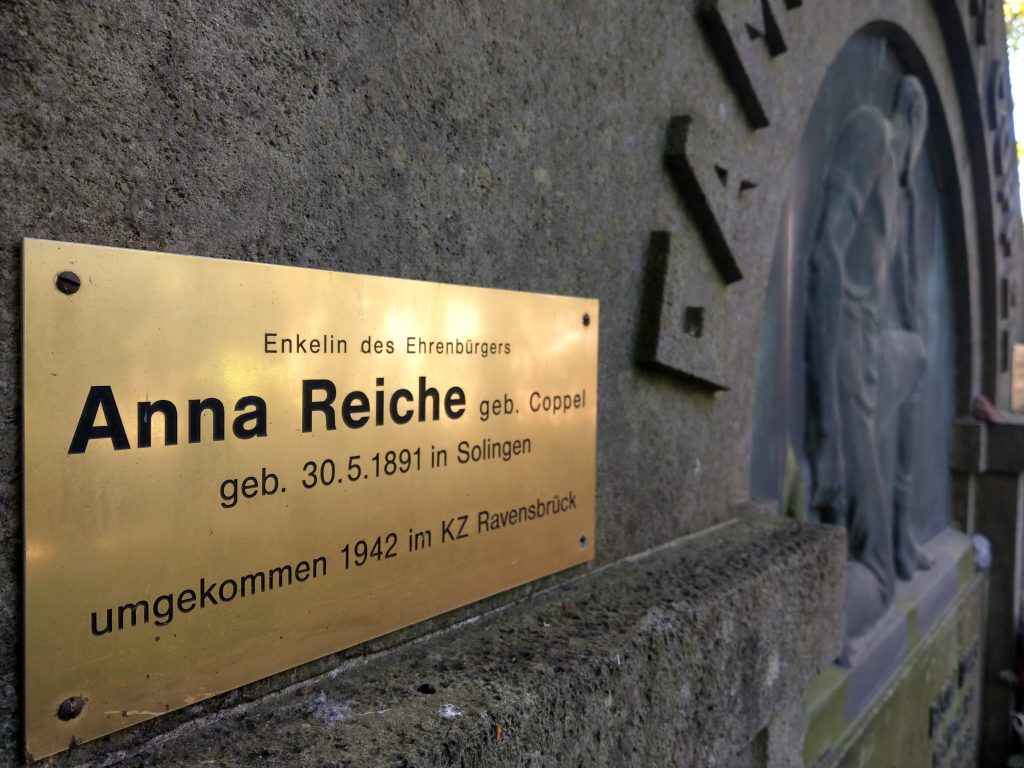 Enkelin des Ehrenbürgers
Anna Reiche geb. Coppel
geb. 30.5.1891 in Solingen
umgekommen 1942 im KZ Ravensbrück